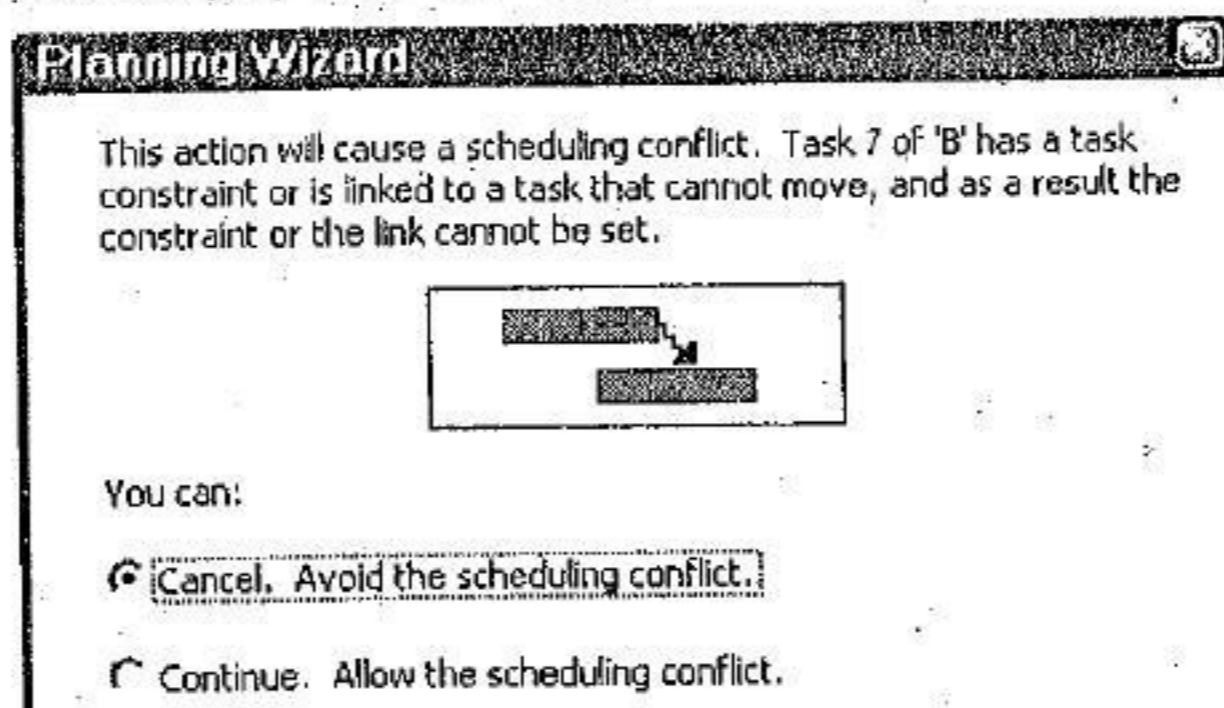 Planning Wizard
This action will cause a scheduling conflict. Task 7 of 'B' has a task
constraint or is linked to a task that cannot move, and as a result the
constraint or the link cannot be set.
You can:
Cancel. Avoid the scheduling conflict.
Continue. Allow the scheduling conflict.